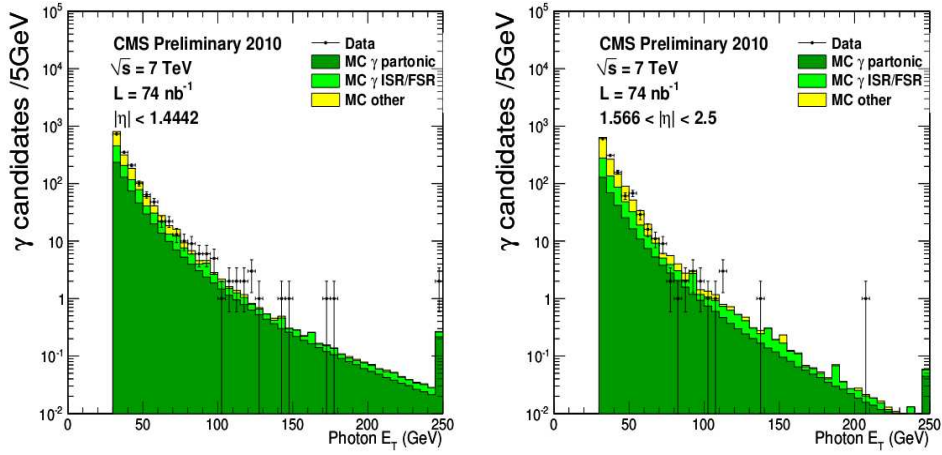 γ candidates /5GeV
10⁵
10⁴
10³
10²
10
1
10⁻¹
10⁻²
CMS Preliminary 2010
√s = 7 TeV
L = 74 nb⁻¹
|η| < 1.4442
Data
MC γ partonic
MC γ ISR/FSR
MC other
0 50 100 150 200 250
Photon E_T (GeV)
γ candidates /5GeV
10⁵
10⁴
10³
10²
10
1
10⁻¹
10⁻²
CMS Preliminary 2010
√s = 7 TeV
L = 74 nb⁻¹
1.566 < |η| < 2.5
Data
MC γ partonic
MC γ ISR/FSR
MC other
0 50 100 150 200 250
Photon E_T (GeV)